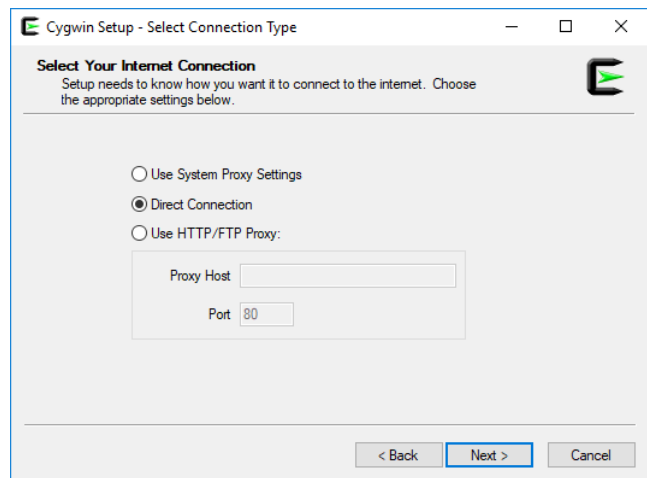 Cygwin Setup - Select Connection Type
Select Your Internet Connection
Setup needs to know how you want it to connect to the internet. Choose
the appropriate settings below.
Use System Proxy Settings
Direct Connection
Use HTTP/FTP Proxy:
Proxy Host
Port 80
< Back Next > Cancel